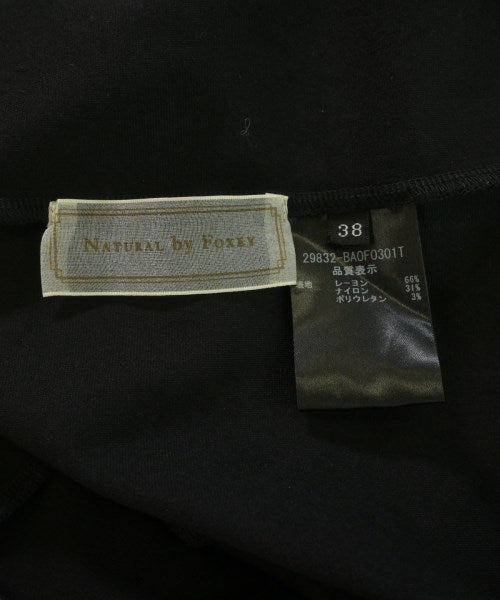 NATURAL BY FOXEY
38
29832-BAOF0301T
品質表示
レーヨン 66%
ナイロン 31%
ポリウレタン 3%